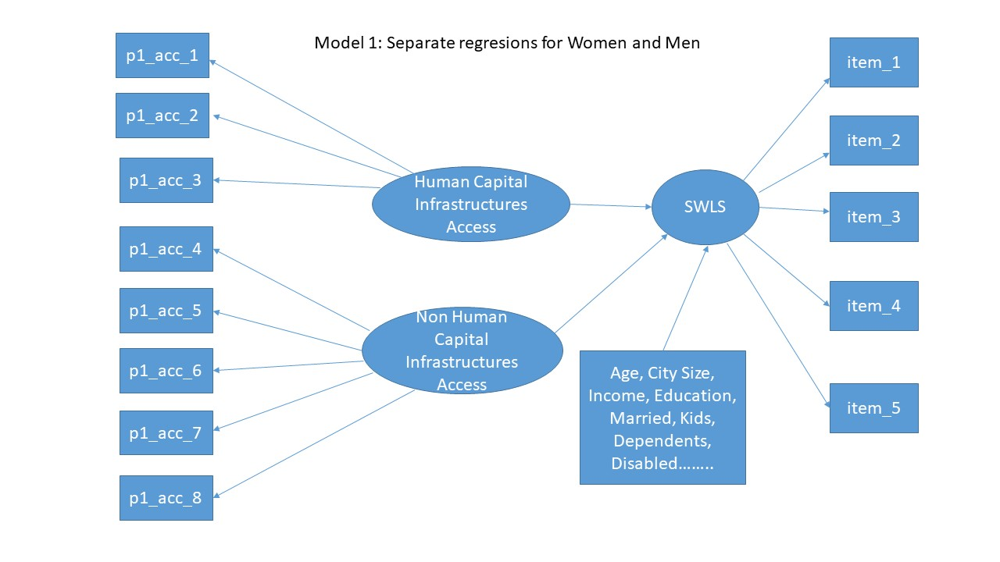 Model 1: Separate regresions for Women and Men
p1_acc_1
p1_acc_2
p1_acc_3
p1_acc_4
p1_acc_5
p1_acc_6
p1_acc_7
p1_acc_8
Human Capital
Infrastructures
Access
Non Human
Capital
Infrastructures
Access
SWLS
Age, City Size,
Income, Education,
Married, Kids,
Dependents,
Disabled........
item_1
item_2
item_3
item_4
item_5